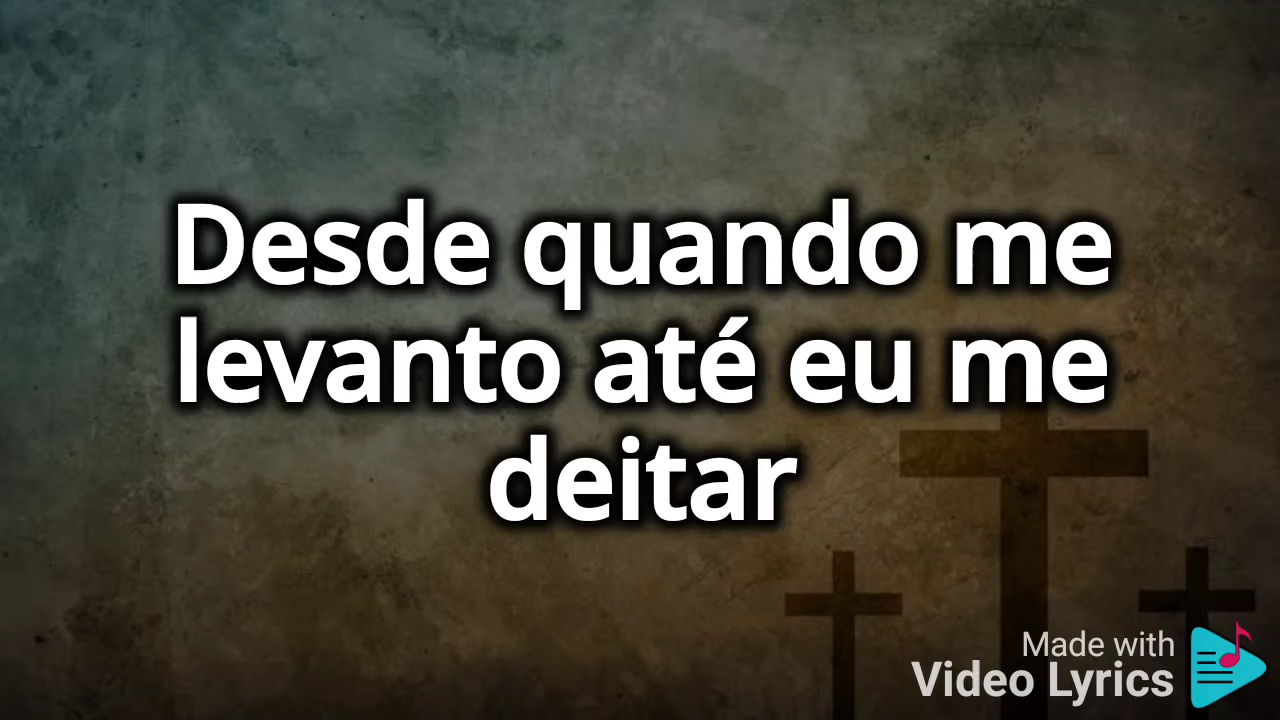 Desde quando me
levanto até eu me
deitar
Made with
Video Lyrics